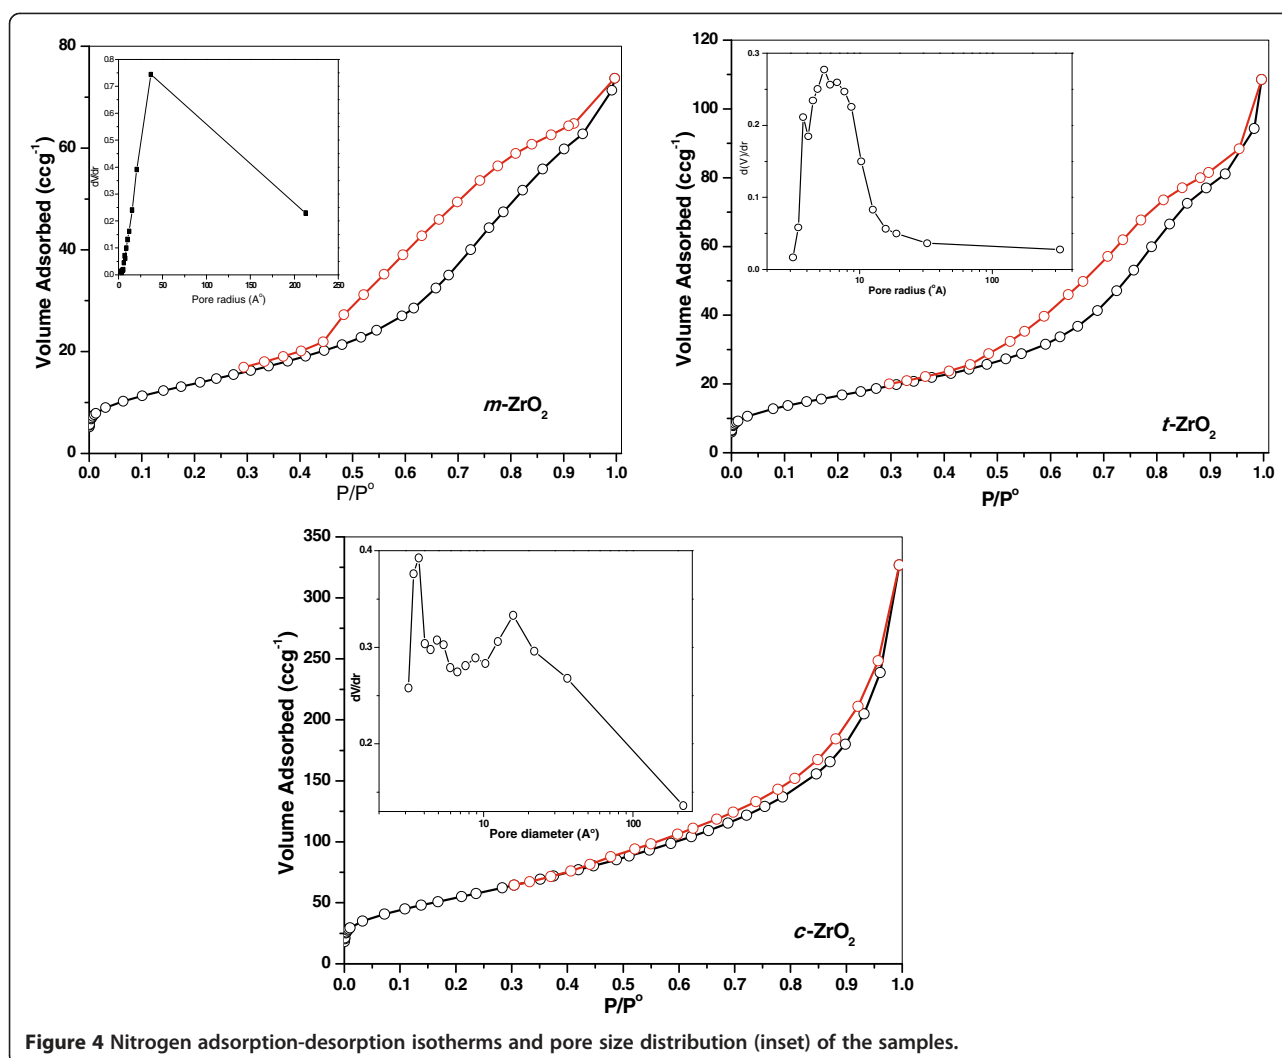 80
60
40
20
0
Volume Adsorbed (ccg-1)
0.0 0.1 0.2 0.3 0.4 0.5 0.6 0.7 0.8 0.9 1.0
P/Po
m-ZrO2
0.8
0.7
0.6
0.5
0.4
0.3
0.2
0.1
0.0
dV/dr
0 50 100 150 200 250
Pore radius (Ao)
120
100
80
60
40
20
0
Volume Adsorbed (ccg-1)
0.0 0.1 0.2 0.3 0.4 0.5 0.6 0.7 0.8 0.9 1.0
P/Po
t-ZrO2
0.3
0.2
0.1
0.0
d(V)/dr
10 100
Pore radius (oA)
350
300
250
200
150
100
50
0
Volume Adsorbed (ccg-1)
0.0 0.1 0.2 0.3 0.4 0.5 0.6 0.7 0.8 0.9 1.0
P/Po
c-ZrO2
0.4
0.3
0.2
dV/dr
10 100
Pore diameter (Ao)
Figure 4 Nitrogen adsorption-desorption isotherms and pore size distribution (inset) of the samples.